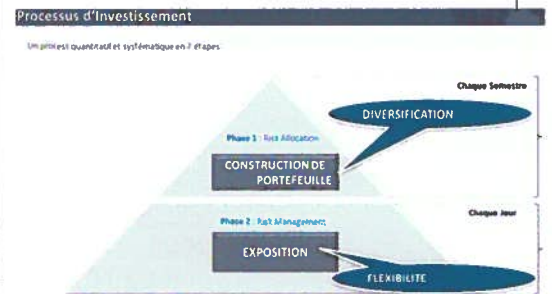 Processus d'Investissement
Un process quantitatif et systématique en 2 étapes
Chaque Semestre
DIVERSIFICATION
Phase 1 : Risk Allocation
CONSTRUCTION DE
PORTEFEUILLE
Chaque Jour
Phase 2 : Risk Management
EXPOSITION
FLEXIBILITE